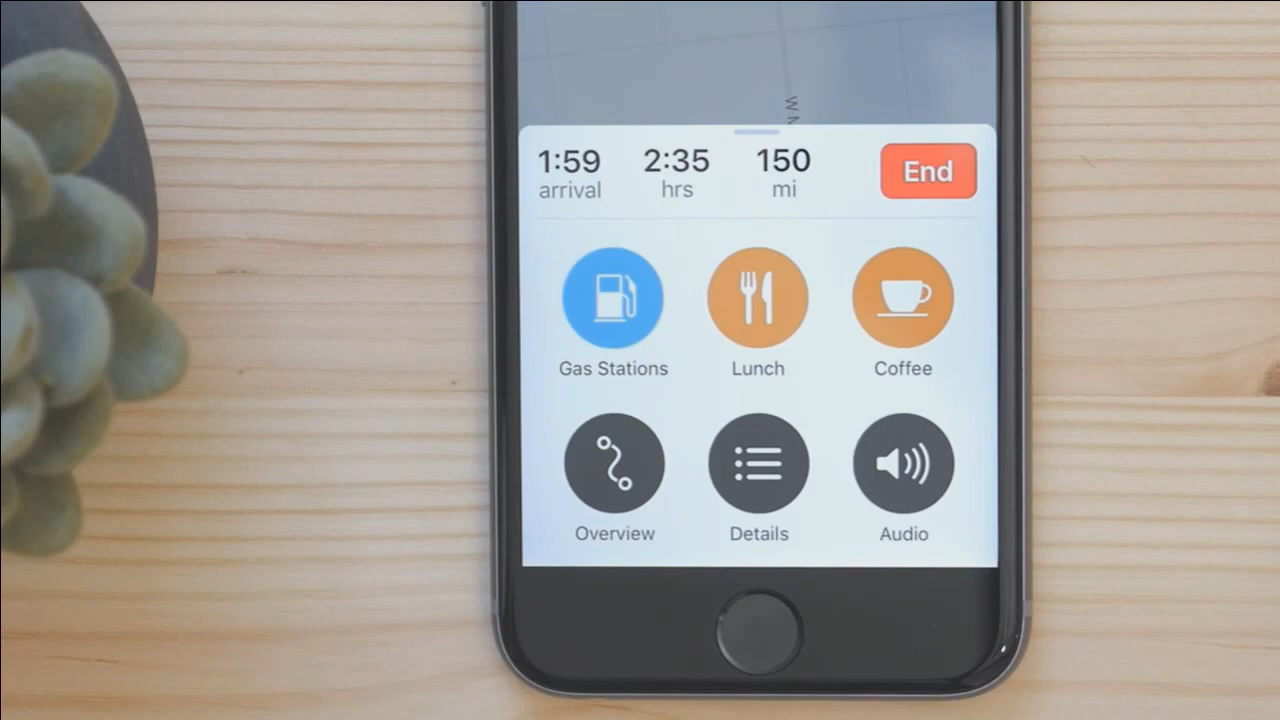 W N
1:59 2:35 150
arrival hrs mi
End
Gas Stations Lunch Coffee
Overview Details Audio